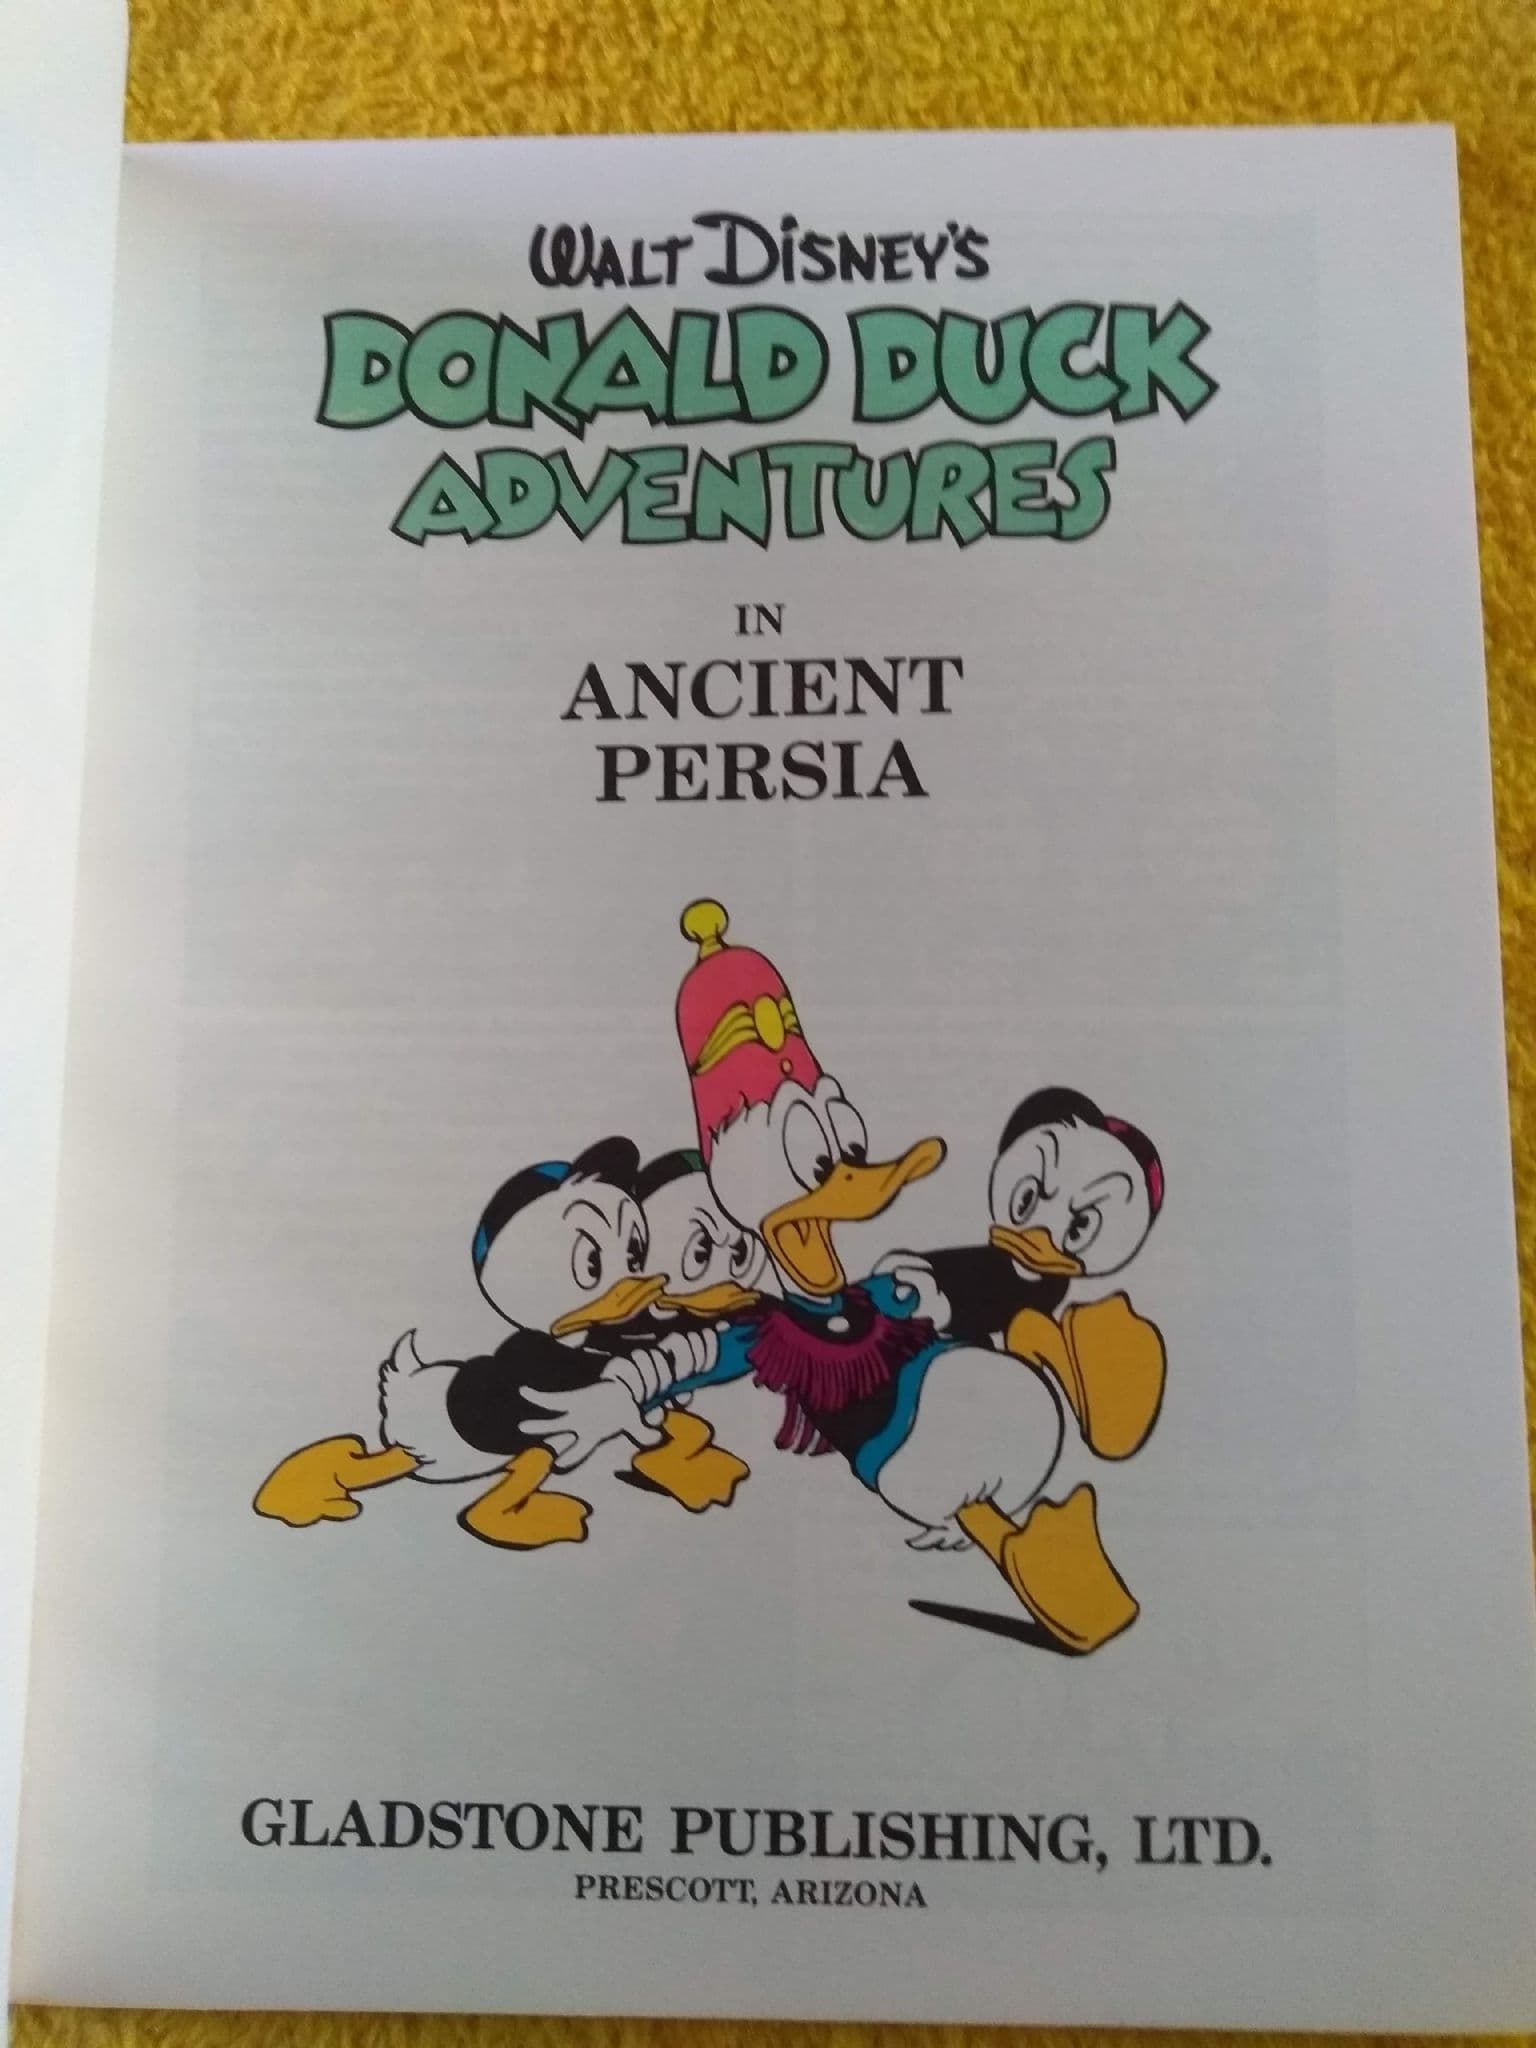 WALT DiSNEY'S
DONALD DUCK
ADVENTURES
IN
ANCIENT
PERSIA
GLADSTONE PUBLISHING, LTD.
PRESCOTT, ARIZONA